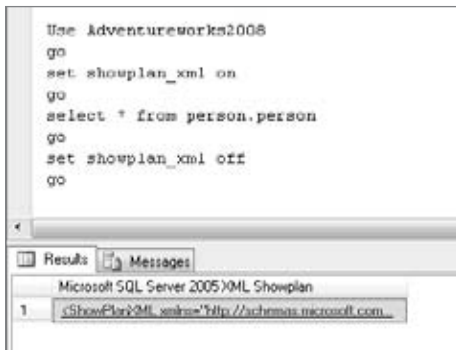 Use Adventureworks2008
go
set showplan_xml on
go
select * from person.person
go
set showplan_xml off
go
Results Messages
Microsoft SQL Server 2005 XML Showplan
1 <ShowPlanXML xmlns="http://schemas.microsoft.com...